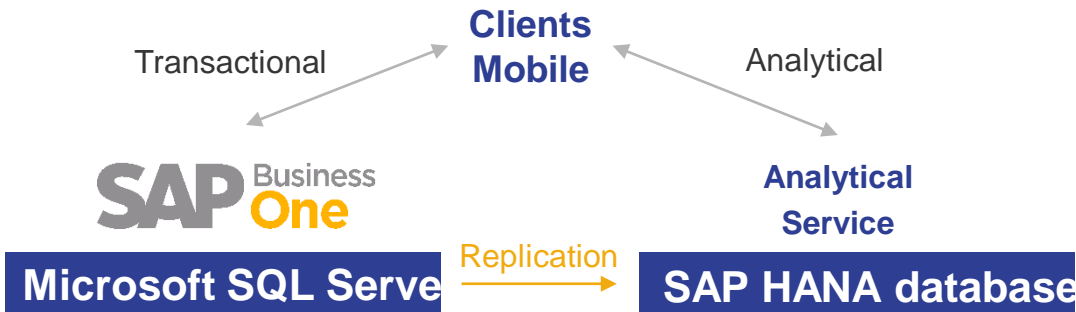 Clients
Mobile
Transactional
Analytical
SAP Business
One
Analytical
Service
Replication
Microsoft SQL Serve
SAP HANA database